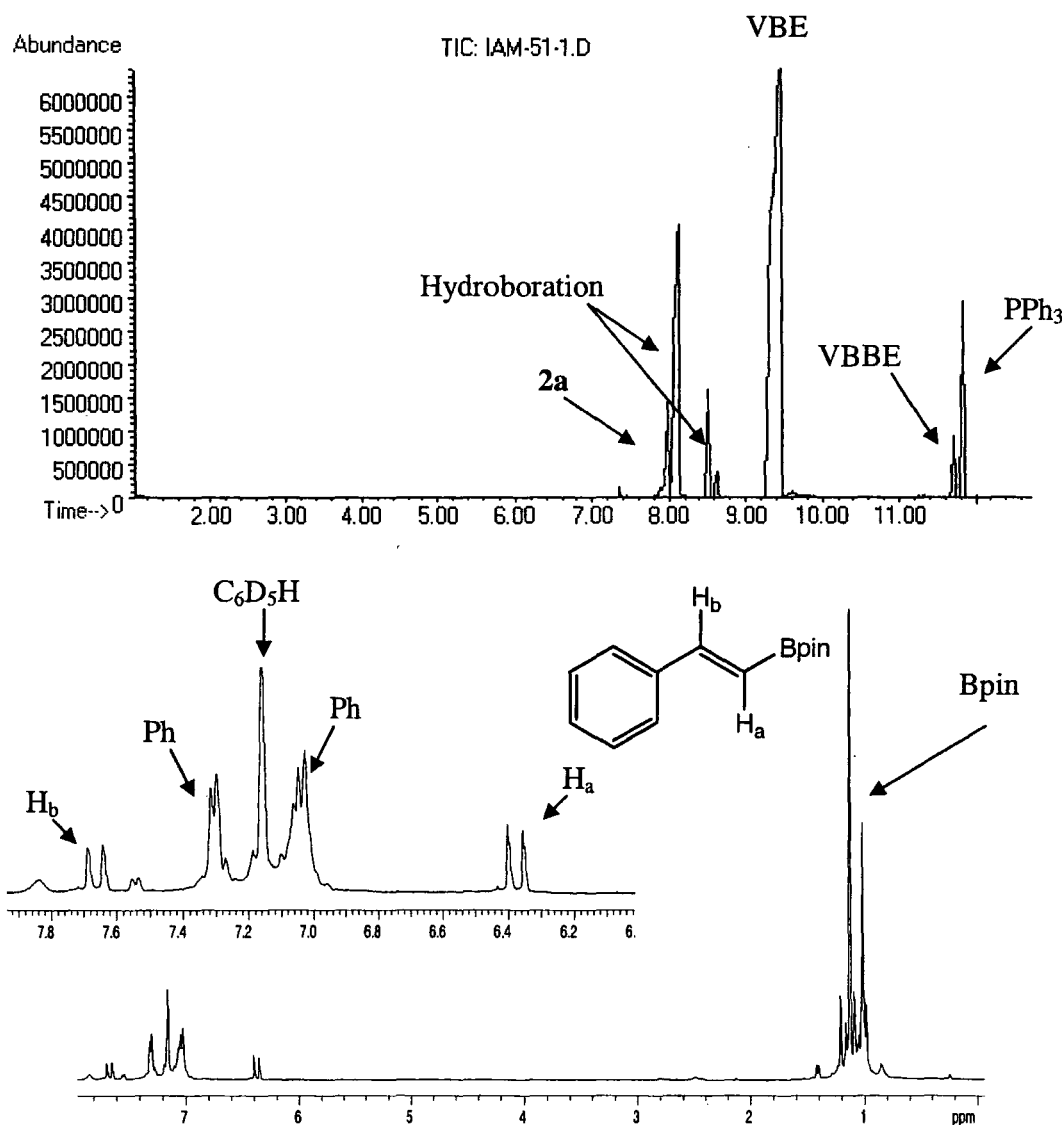 VBE
Abundance
TIC: IAM-51-1.D
6000000
5500000
5000000
4500000
4000000
3500000
3000000
2500000
2000000
1500000
1000000
500000
0
Hydroboration
2a
PPh₃
VBBE
Time-->
2.00 3.00 4.00 5.00 6.00 7.00 8.00 9.00 10.00 11.00
C₆D₅H
Hb
Bpin
Ha
Bpin
Ph
Ph
Hb
Ha
7.8 7.6 7.4 7.2 7.0 6.8 6.6 6.4 6.2 6.
7 6 5 4 3 2 1 ppm